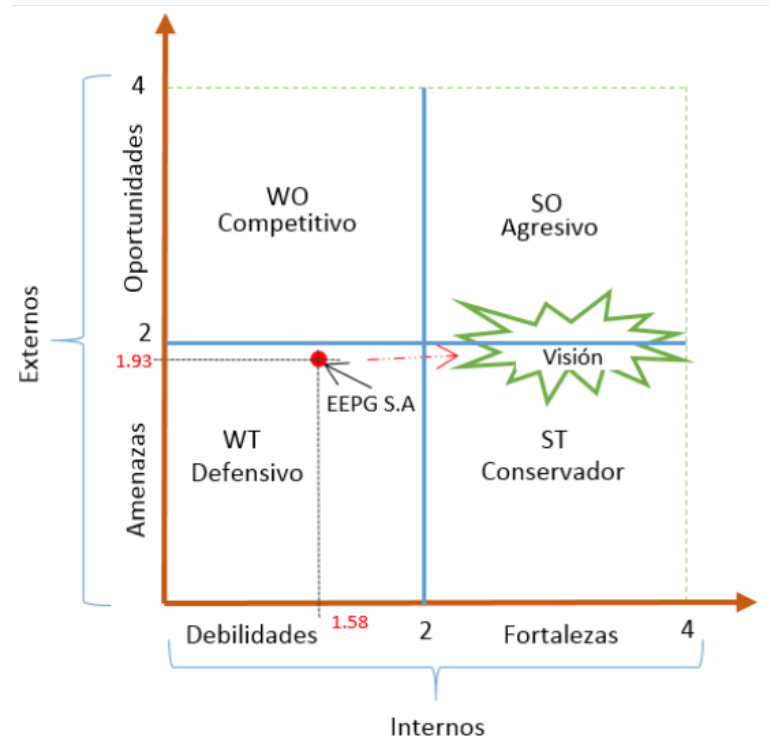 4
Oportunidades
WO
Competitivo
SO
Agresivo
Externos
2
1.93
Visión
EEPG S.A
Amenazas
WT
Defensivo
ST
Conservador
1.58
Debilidades
2
Fortalezas
4
Internos